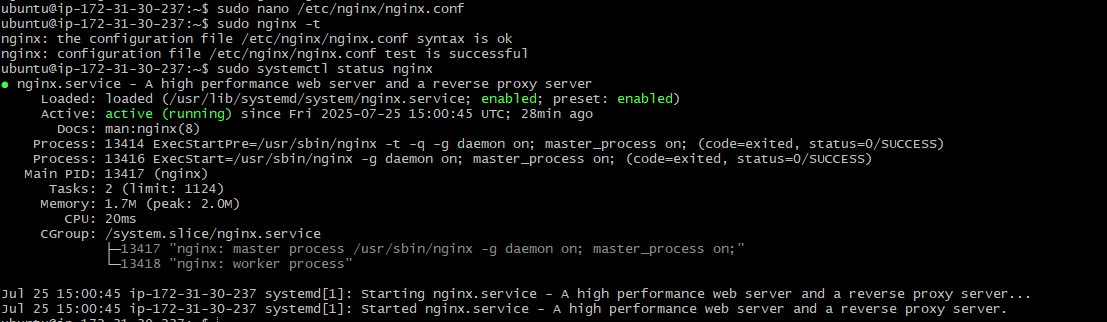 ubuntu@ip-172-31-30-237:~$ sudo nano /etc/nginx/nginx.conf
ubuntu@ip-172-31-30-237:~$ sudo nginx -t
nginx: the configuration file /etc/nginx/nginx.conf syntax is ok
nginx: configuration file /etc/nginx/nginx.conf test is successful
ubuntu@ip-172-31-30-237:~$ sudo systemctl status nginx
● nginx.service - A high performance web server and a reverse proxy server
     Loaded: loaded (/usr/lib/systemd/system/nginx.service; enabled; preset: enabled)
     Active: active (running) since Fri 2025-07-25 15:00:45 UTC; 28min ago
       Docs: man:nginx(8)
    Process: 13414 ExecStartPre=/usr/sbin/nginx -t -q -g daemon on; master_process on; (code=exited, status=0/SUCCESS)
    Process: 13416 ExecStart=/usr/sbin/nginx -g daemon on; master_process on; (code=exited, status=0/SUCCESS)
   Main PID: 13417 (nginx)
      Tasks: 2 (limit: 1124)
     Memory: 1.7M (peak: 2.0M)
        CPU: 20ms
     CGroup: /system.slice/nginx.service
             ├─13417 "nginx: master process /usr/sbin/nginx -g daemon on; master_process on;"
             └─13418 "nginx: worker process"

Jul 25 15:00:45 ip-172-31-30-237 systemd[1]: Starting nginx.service - A high performance web server and a reverse proxy server...
Jul 25 15:00:45 ip-172-31-30-237 systemd[1]: Started nginx.service - A high performance web server and a reverse proxy server.
ubuntu@ip-172-31-30-237:~$